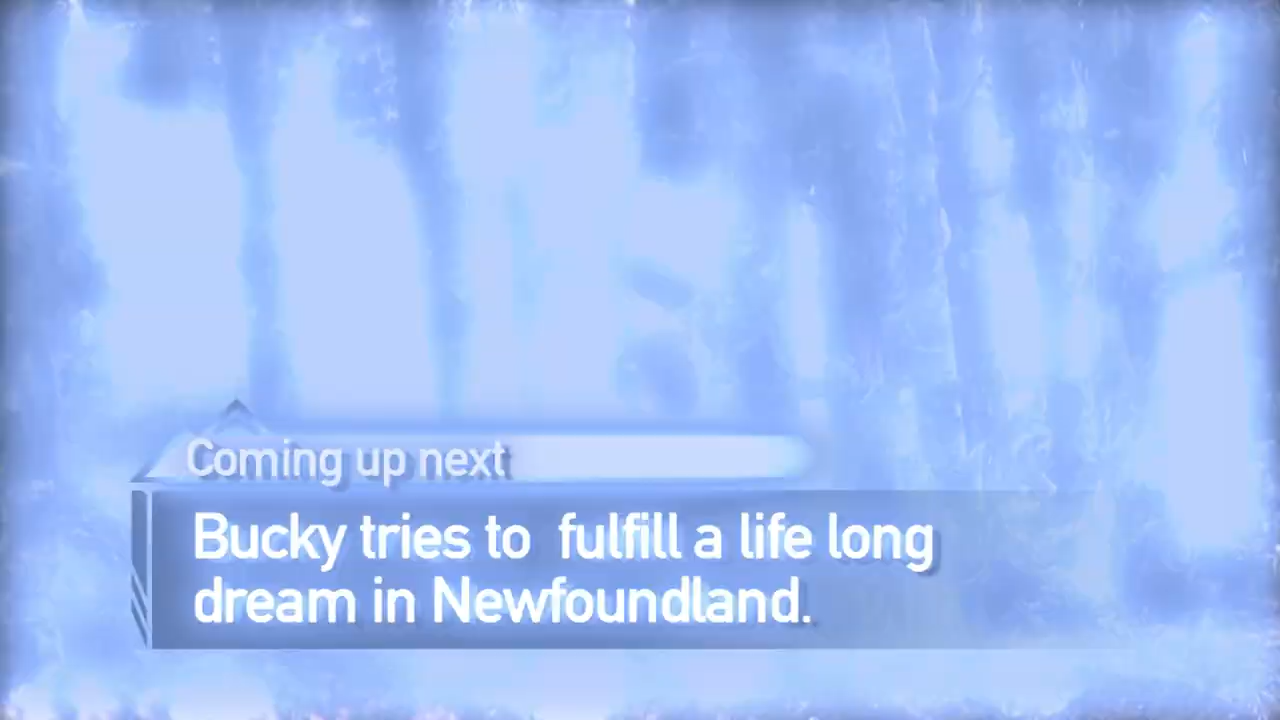 Coming up next
Bucky tries to  fulfill a life long
dream in Newfoundland.